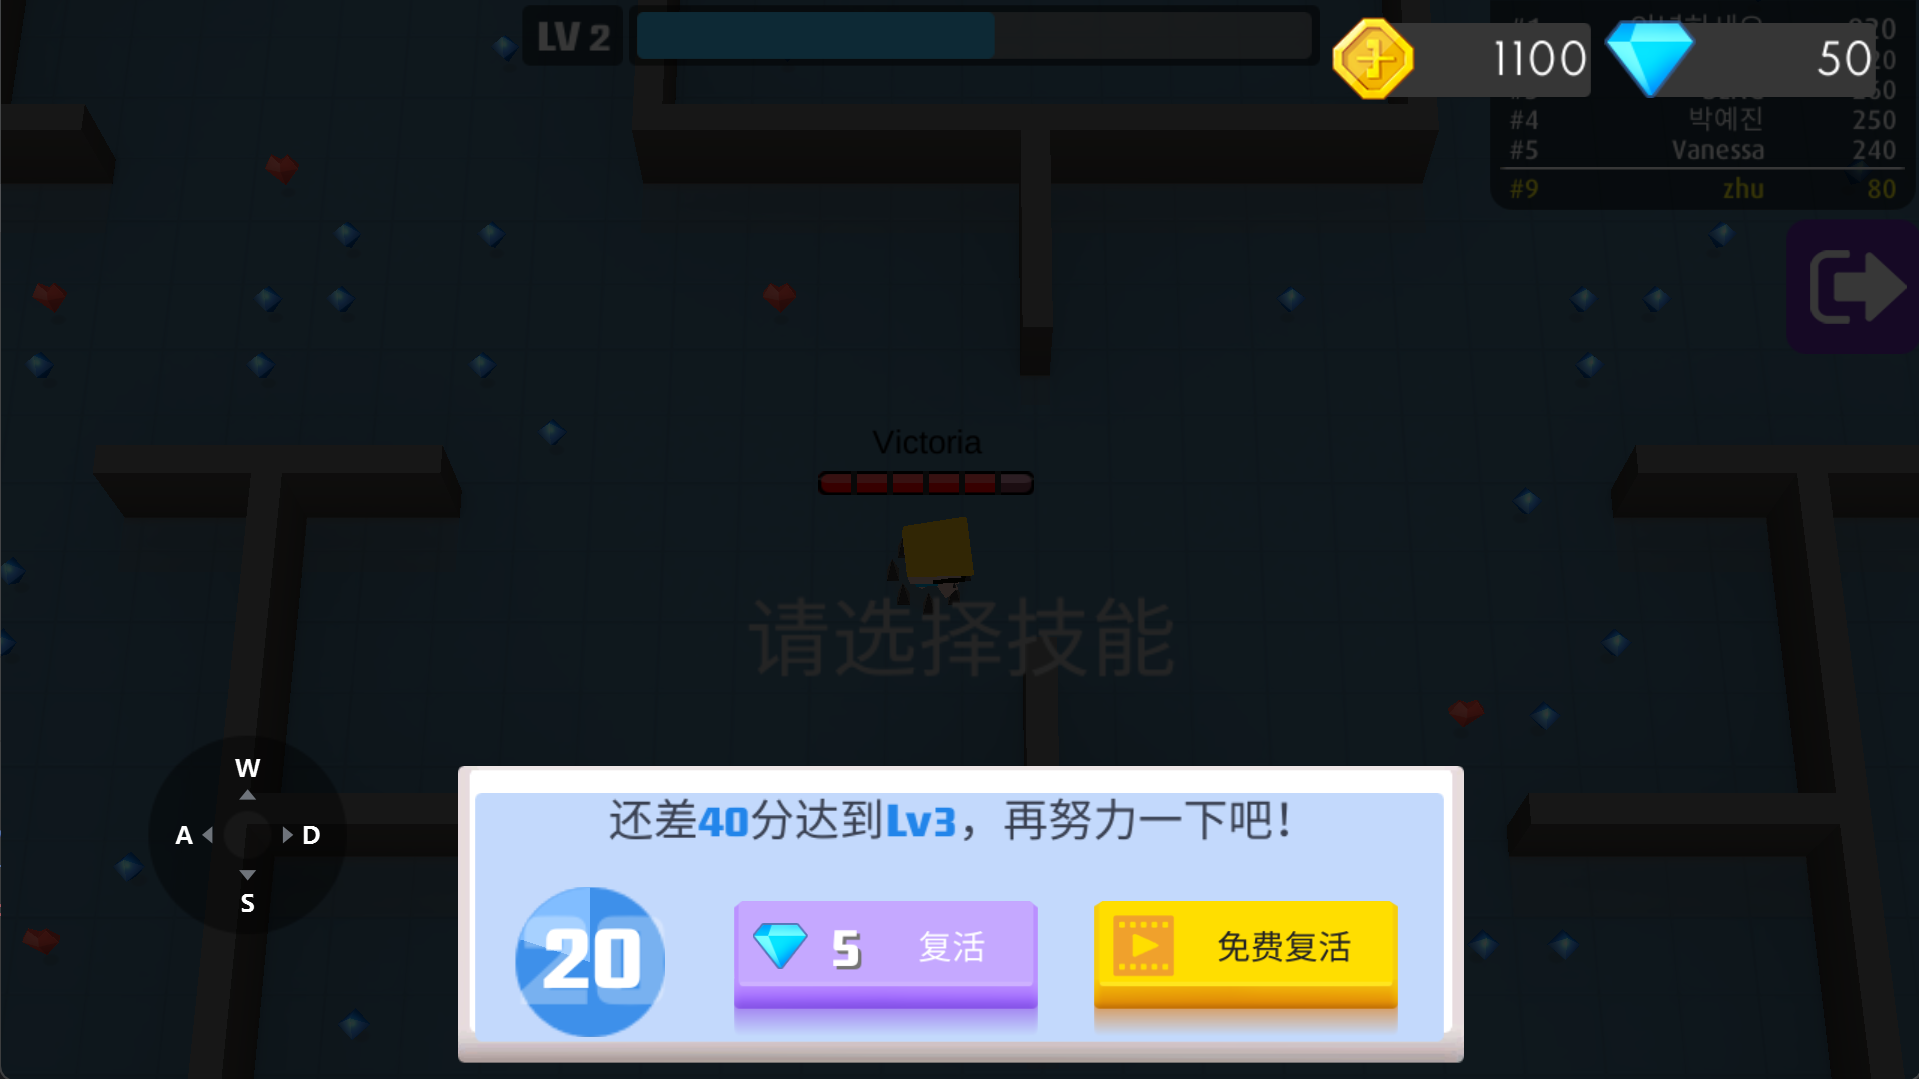 LV 2
1100
50
#4 박예진 250
#5 Vanessa 240
#9 zhu 80
Victoria
请选择技能
W
A D
S
还差40分达到Lv3，再努力一下吧！
20
5 复活
免费复活